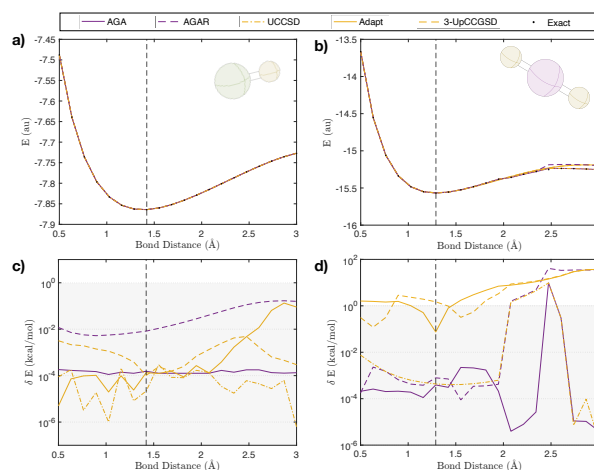 AGA AGAR UCCSD Adapt 3-UpCCGSD Exact
a)
-7.45
-7.5
-7.55
-7.6
-7.65
-7.7
-7.75
-7.8
-7.85
-7.9
E (au)
0.5 1 1.5 2 2.5 3
Bond Distance (Å)
b)
-13.5
-14
-14.5
-15
-15.5
-16
E (au)
0.5 1 1.5 2 2.5
Bond Distance (Å)
c)
10^2
10^0
10^-2
10^-4
10^-6
δ E (kcal/mol)
0.5 1 1.5 2 2.5 3
Bond Distance (Å)
d)
10^2
10^0
10^-2
10^-4
10^-6
δ E (kcal/mol)
0.5 1 1.5 2 2.5
Bond Distance (Å)